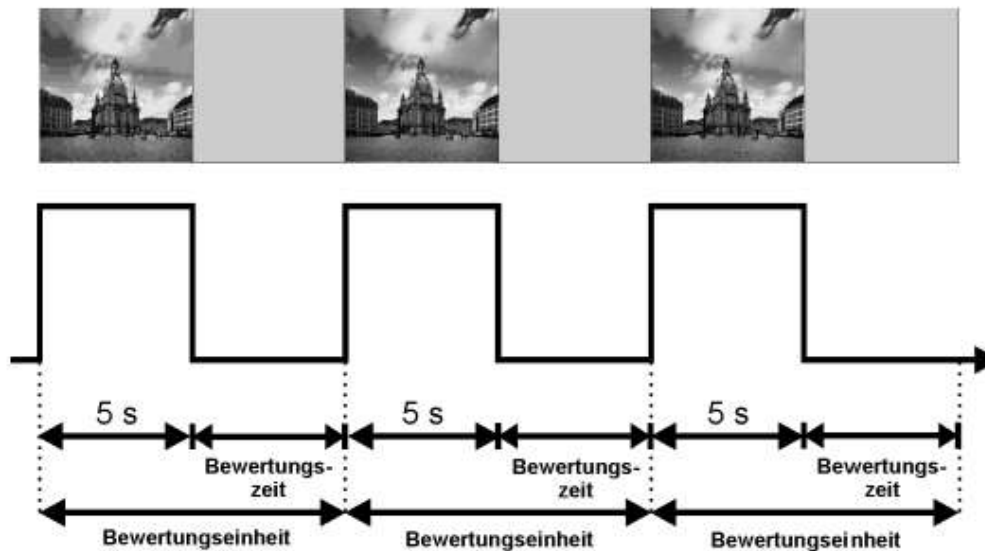 5 s 5 s 5 s
Bewertungs- Bewertungs- Bewertungs-
zeit zeit zeit
Bewertungseinheit Bewertungseinheit Bewertungseinheit